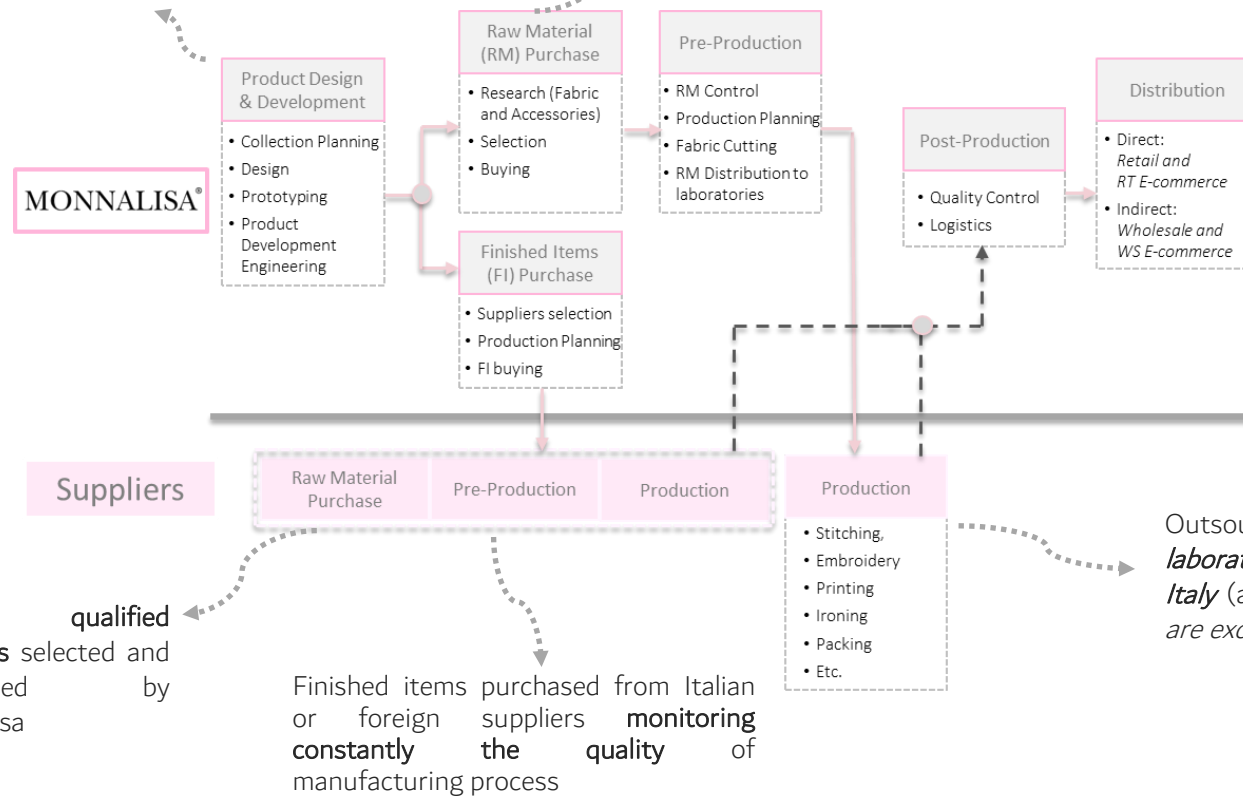 Raw Material
(RM) Purchase
• Research (Fabric
and Accessories)
• Selection
• Buying
Pre-Production
• RM Control
• Production Planning
• Fabric Cutting
• RM Distribution to
laboratories
Product Design
& Development
• Collection Planning
• Design
• Prototyping
• Product
Development
Engineering
Distribution
• Direct:
Retail and
RT E-commerce
• Indirect:
Wholesale and
WS E-commerce
Post-Production
• Quality Control
• Logistics
MONNALISA®
Finished Items
(FI) Purchase
• Suppliers selection
• Production Planning
• FI buying
Suppliers
Raw Material
Purchase
Pre-Production
Production
Production
• Stitching,
• Embroidery
• Printing
• Ironing
• Packing
• Etc.
Italy
are
qualified
selected and
by
Finished items purchased from Italian
or foreign suppliers monitoring
constantly the quality of
manufacturing process